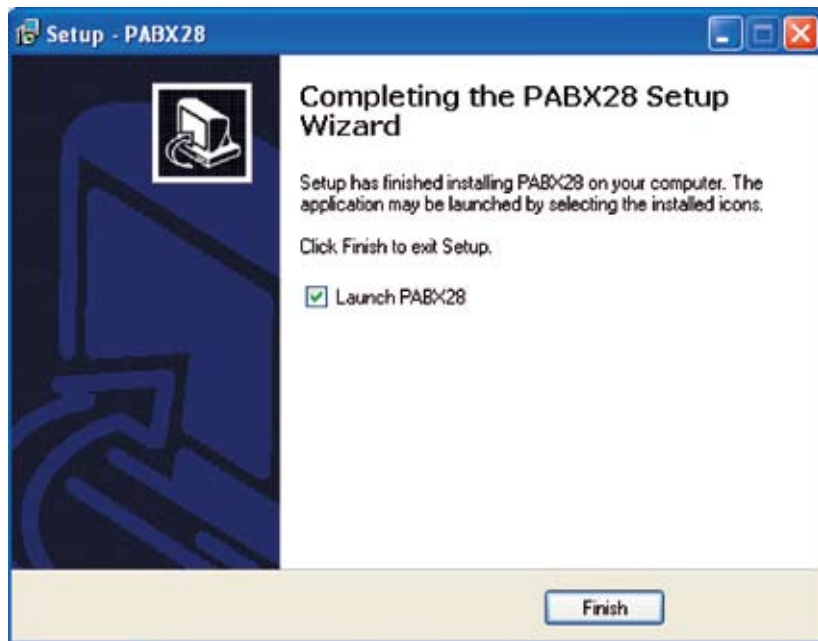 Setup - PABX28
Completing the PABX28 Setup
Wizard
Setup has finished installing PABX28 on your computer. The
application may be launched by selecting the installed icons.
Click Finish to exit Setup.
Launch PABX28
Finish